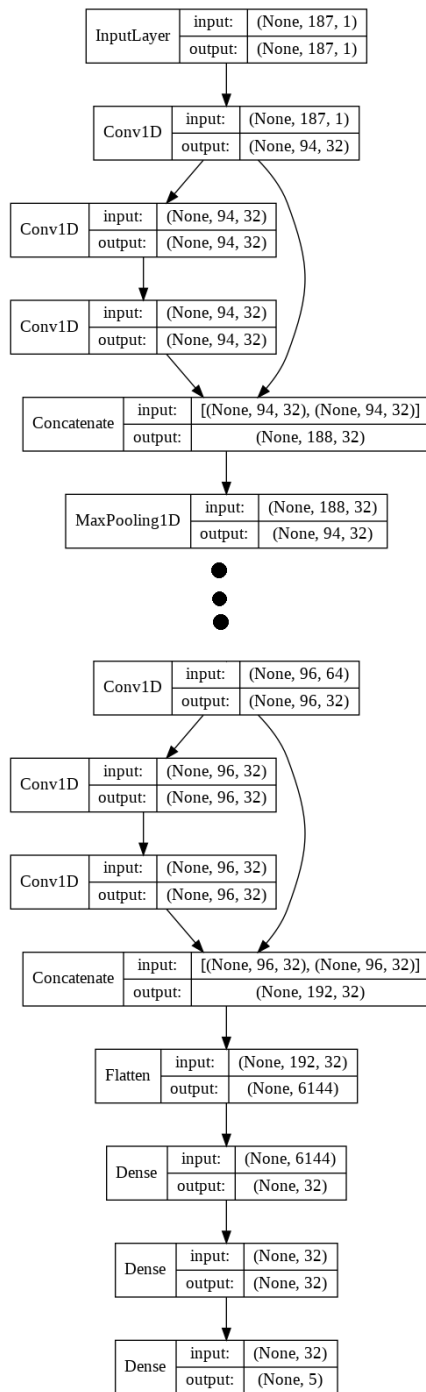 InputLayer input: (None, 187, 1)
output: (None, 187, 1)
Conv1D input: (None, 187, 1)
output: (None, 94, 32)
Conv1D input: (None, 94, 32)
output: (None, 94, 32)
Conv1D input: (None, 94, 32)
output: (None, 94, 32)
Concatenate input: [(None, 94, 32), (None, 94, 32)]
output: (None, 188, 32)
MaxPooling1D input: (None, 188, 32)
output: (None, 94, 32)
Conv1D input: (None, 96, 64)
output: (None, 96, 32)
Conv1D input: (None, 96, 32)
output: (None, 96, 32)
Conv1D input: (None, 96, 32)
output: (None, 96, 32)
Concatenate input: [(None, 96, 32), (None, 96, 32)]
output: (None, 192, 32)
Flatten input: (None, 192, 32)
output: (None, 6144)
Dense input: (None, 6144)
output: (None, 32)
Dense input: (None, 32)
output: (None, 32)
Dense input: (None, 32)
output: (None, 5)